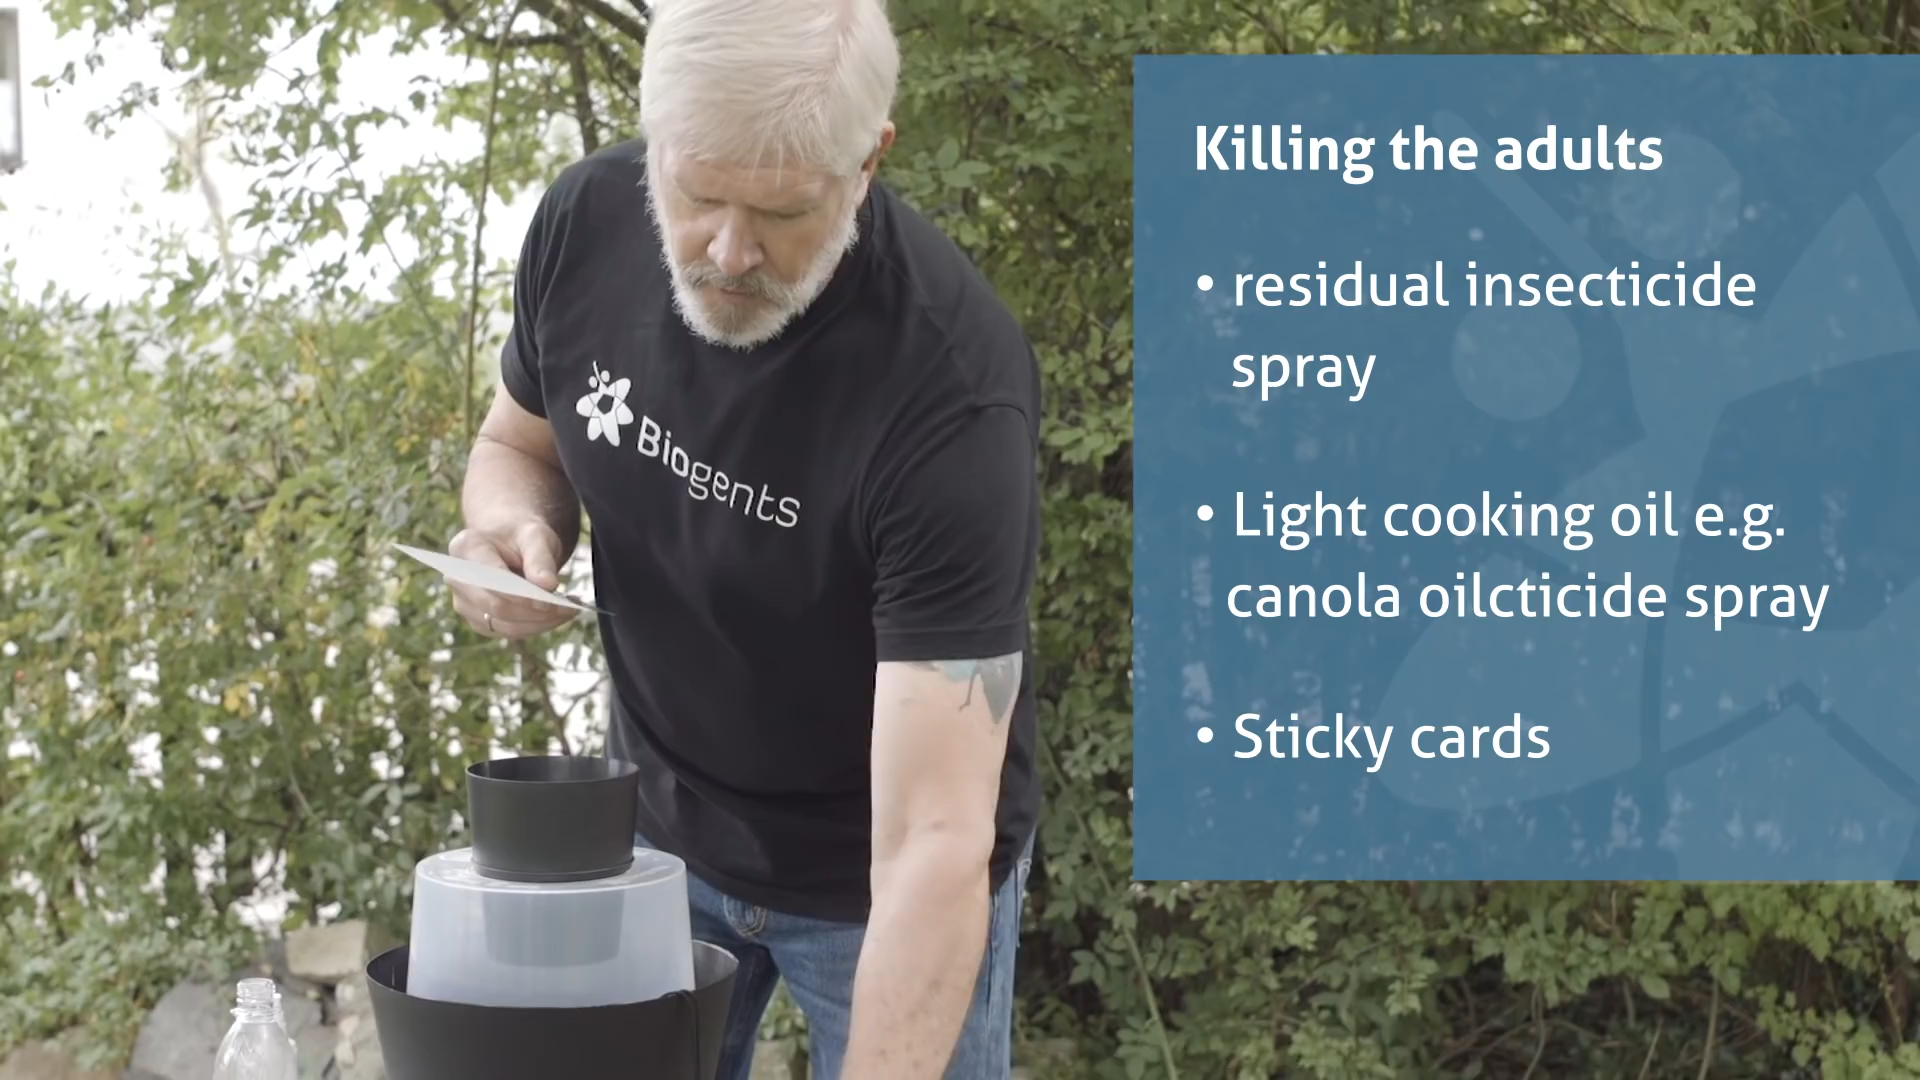 Biogents
Killing the adults
• residual insecticide
spray
• Light cooking oil e.g.
canola oilcticide spray
• Sticky cards